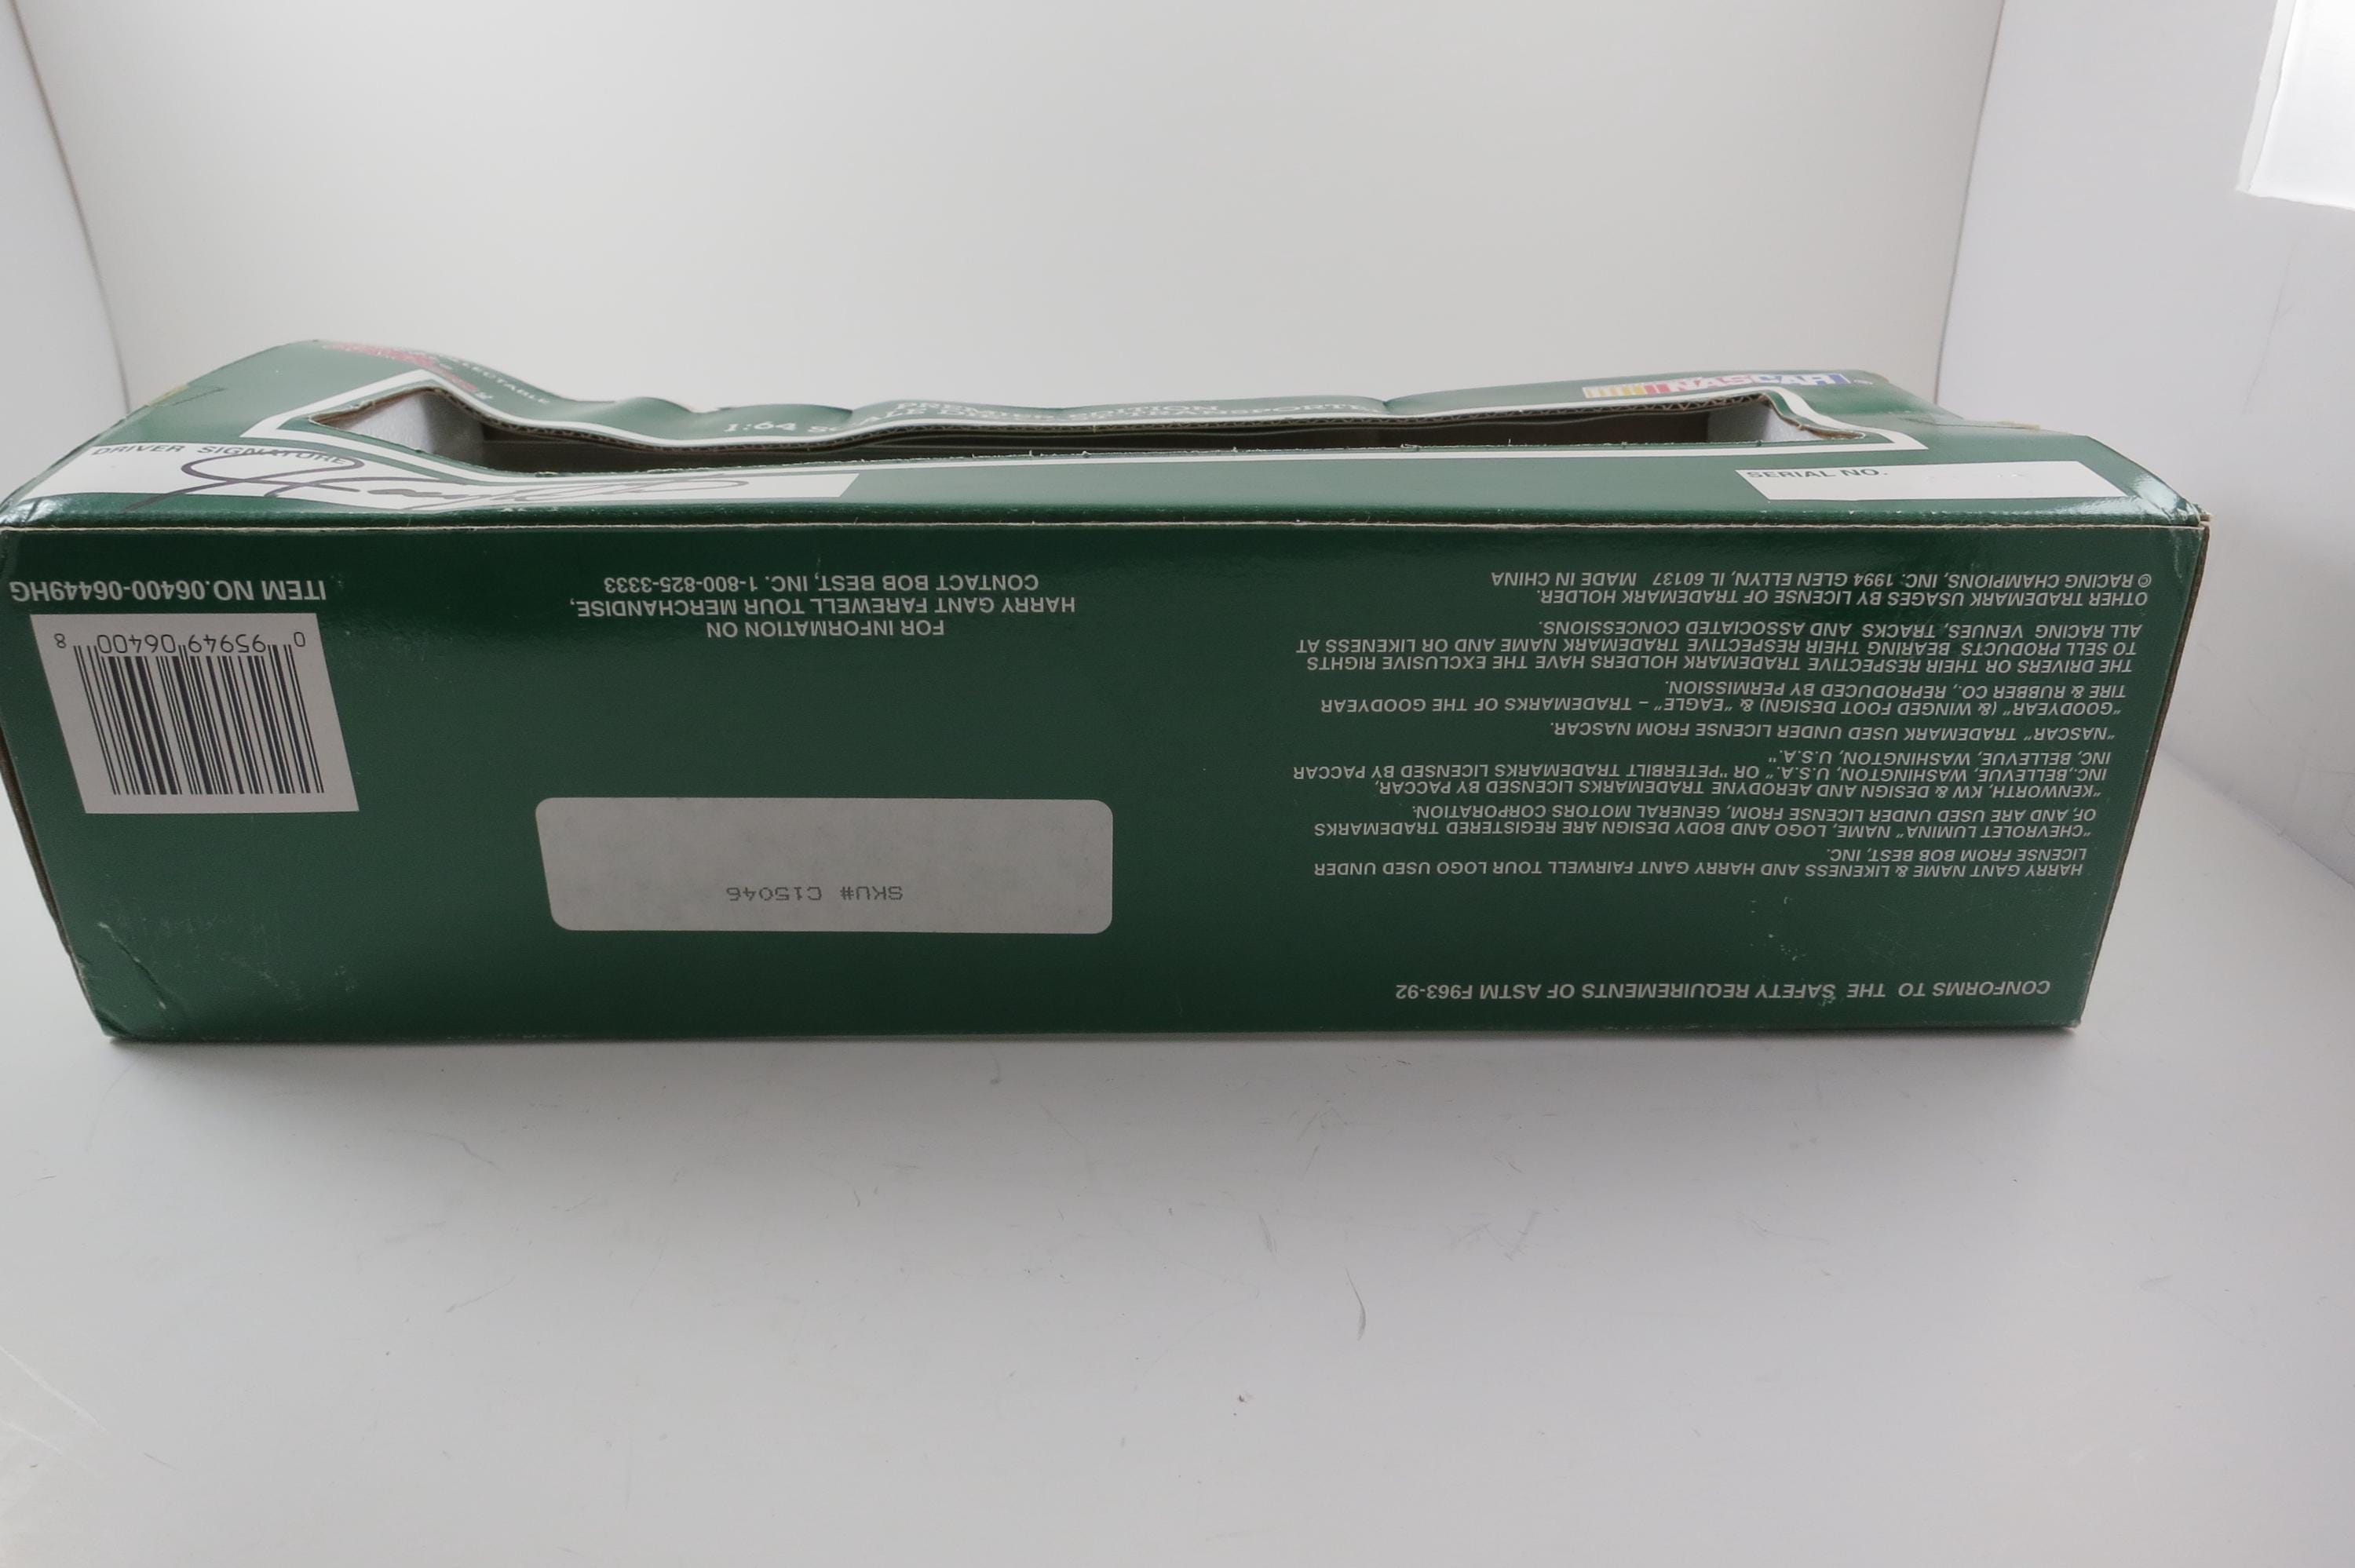 NASCAR
PREMIER EDITION
1:64
DRIVER SIGNATURE
SERIAL NO.
CONFORMS TO THE SAFETY REQUIREMENTS OF ASTM F963-92
HARRY GANT NAME & LIKENESS AND HARRY GANT FAIRWELL TOUR LOGO USED UNDER
LICENSE FROM BOB BEST, INC.
"CHEVROLET LUMINA" NAME, LOGO AND BODY DESIGN ARE REGISTERED TRADEMARKS
OF, AND ARE USED UNDER LICENSE FROM, GENERAL MOTORS CORPORATION.
"KENWORTH, KW & DESIGN AND AERODYNE TRADEMARKS LICENSED BY PACCAR,
INC.,BELLEVUE, WASHINGTON, U.S.A." OR "PETERBILT TRADEMARKS LICENSED BY PACCAR
INC, BELLEVUE, WASHINGTON, U.S.A."
"NASCAR" TRADEMARK USED UNDER LICENSE FROM NASCAR.
"GOODYEAR" (& WINGED FOOT DESIGN) & "EAGLE" – TRADEMARKS OF THE GOODYEAR
TIRE & RUBBER CO., REPRODUCED BY PERMISSION.
THE DRIVERS OR THEIR RESPECTIVE TRADEMARK HOLDERS HAVE THE EXCLUSIVE RIGHTS
TO SELL PRODUCTS BEARING THEIR RESPECTIVE TRADEMARK NAME AND OR LIKENESS AT
ALL RACING VENUES, TRACKS AND ASSOCIATED CONCESSIONS.
OTHER TRADEMARK USAGES BY LICENSE OF TRADEMARK HOLDER.
© RACING CHAMPIONS, INC. 1994 GLEN ELLYN, IL 60137 MADE IN CHINA
SKU# C15046
FOR INFORMATION ON
HARRY GANT FAREWELL TOUR MERCHANDISE,
CONTACT BOB BEST, INC. 1-800-825-3333
0 95949 06400 8
ITEM NO.06400-06449HG